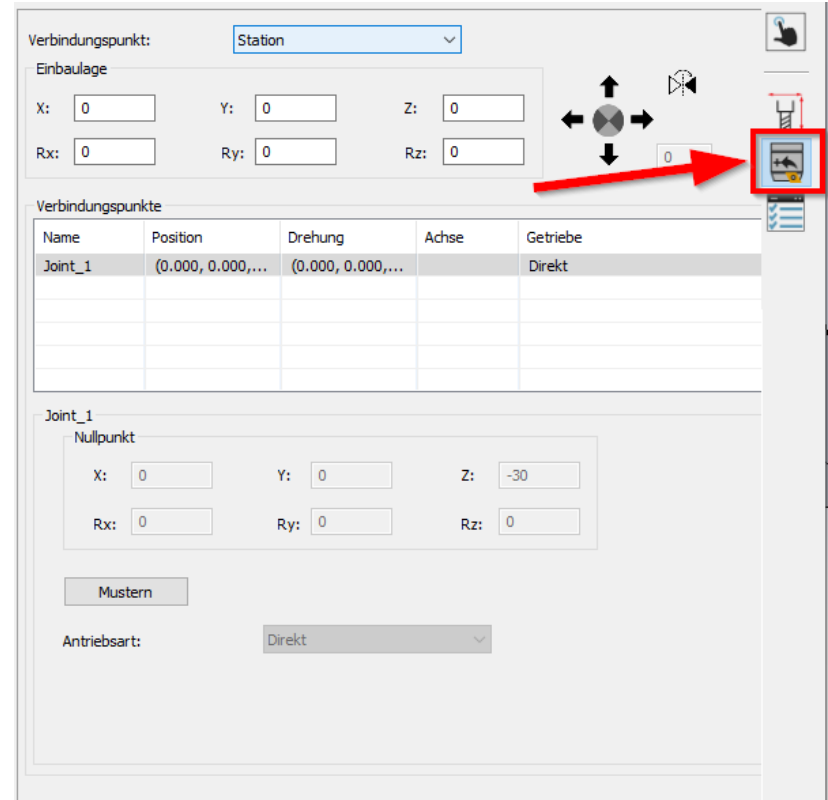 Verbindungspunkt: Station
Einbaulage
X: 0 Y: 0 Z: 0
Rx: 0 Ry: 0 Rz: 0
0
Verbindungspunkte
Name Position Drehung Achse Getriebe
Joint_1 (0.000, 0.000,... (0.000, 0.000,... Direkt
Joint_1
Nullpunkt
X: 0 Y: 0 Z: -30
Rx: 0 Ry: 0 Rz: 0
Mustern
Antriebsart: Direkt